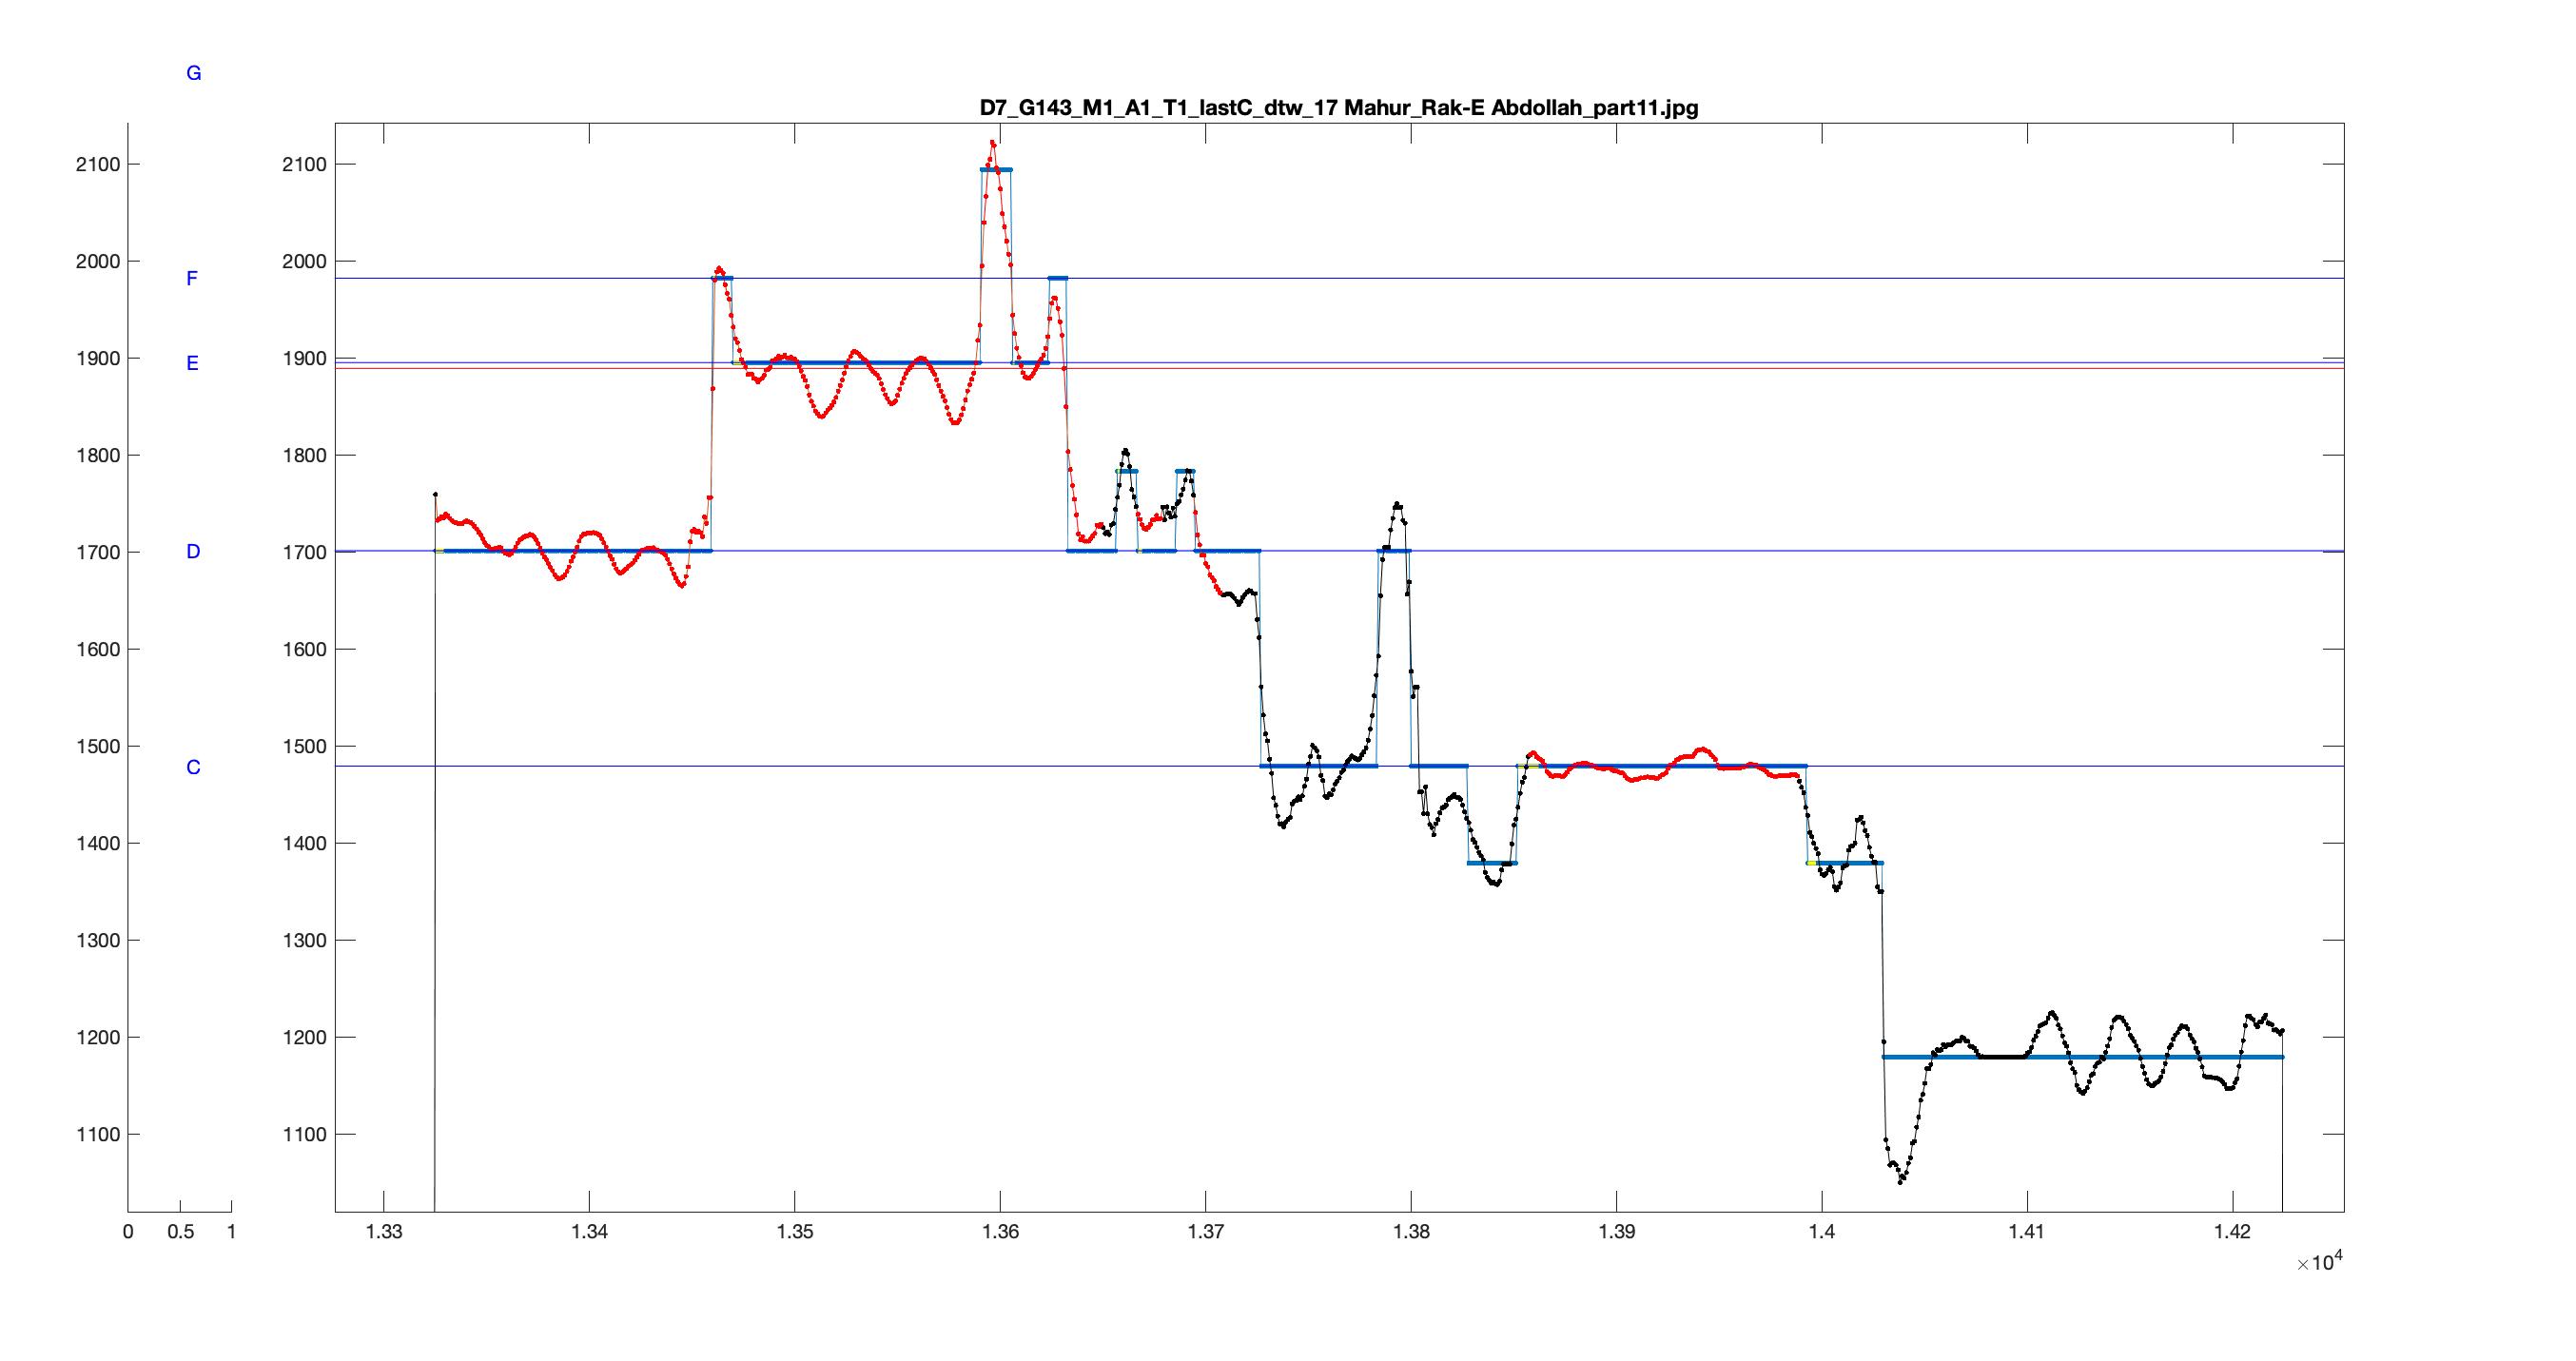 G
D7_G143_M1_A1_T1_lastC_dtw_17 Mahur_Rak-E Abdollah_part11.jpg
2100 2100
2000 F 2000
1900 E 1900
1800 1800
1700 D 1700
1600 1600
1500 C 1500
1400 1400
1300 1300
1200 1200
1100 1100
0 0.5 1 1.33 1.34 1.35 1.36 1.37 1.38 1.39 1.4 1.41 1.42
×10^4